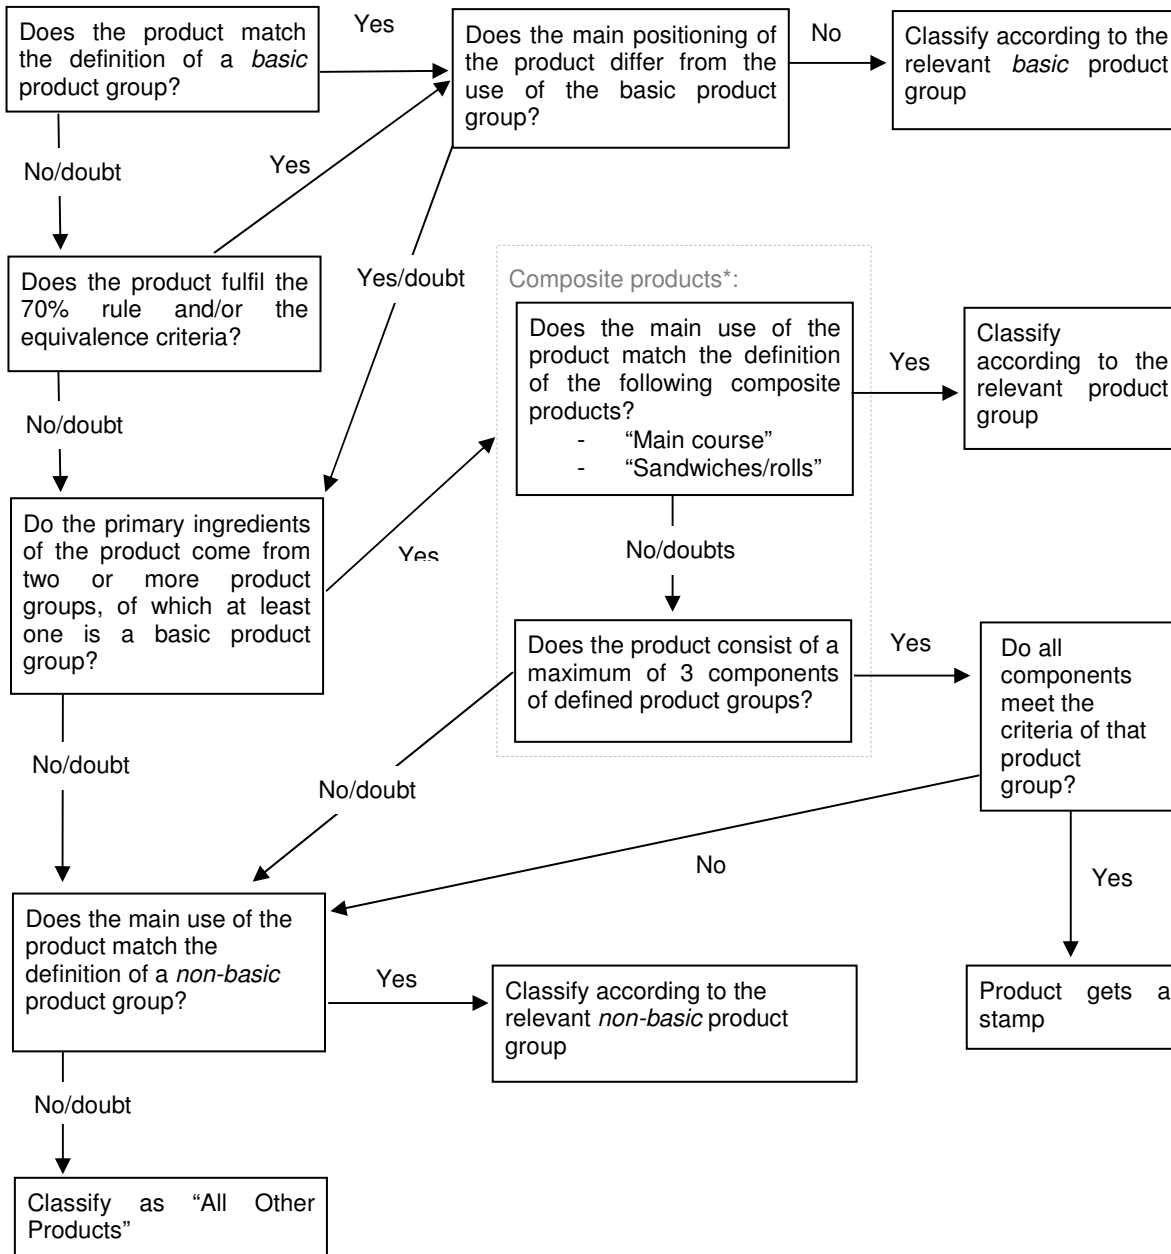 Does the product match
the definition of a basic
product group?
Yes
Does the main positioning of
the product differ from the
use of the basic product
group?
No
Classify according to the
relevant basic product
group
No/doubt
Yes
Does the product fulfil the
70% rule and/or the
equivalence criteria?
Yes/doubt
Composite products*:
Does the main use of the
product match the definition
of the following composite
products?
- “Main course”
- “Sandwiches/rolls”
Yes
Classify
according to the
relevant product
group
No/doubt
Do the primary ingredients
of the product come from
two or more product
groups, of which at least
one is a basic product
group?
Yes
No/doubts
Does the product consist of a
maximum of 3 components
of defined product groups?
Yes
Do all
components
meet the
criteria of that
product
group?
No/doubt
No/doubt
No
Yes
Does the main use of the
product match the
definition of a non-basic
product group?
Yes
Classify according to the
relevant non-basic product
group
Product gets a
stamp
No/doubt
Classify as “All Other
Products”